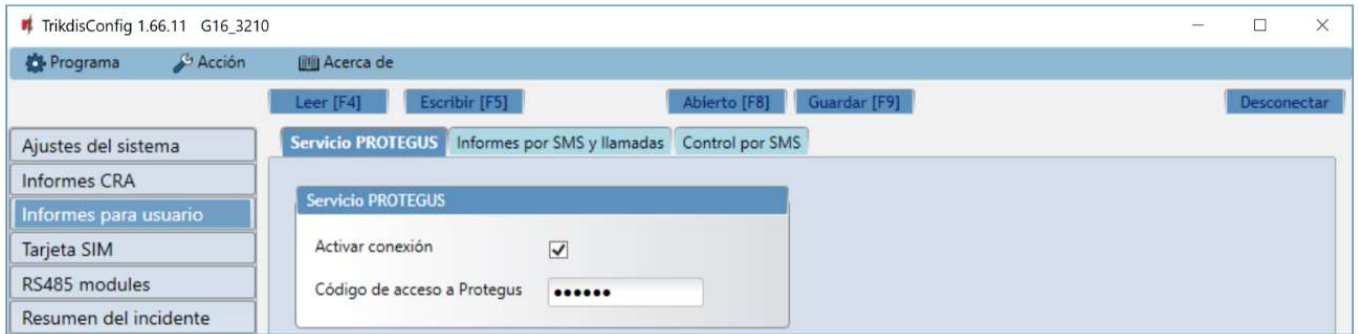 TrikdisConfig 1.66.11 G16_3210
Programa Acción Acerca de
Leer [F4] Escribir [F5] Abierto [F8] Guardar [F9] Desconectar
Ajustes del sistema
Informes CRA
Informes para usuario
Tarjeta SIM
RS485 modules
Resumen del incidente
Servicio PROTEGUS Informes por SMS y llamadas Control por SMS
Servicio PROTEGUS
Activar conexión
Código de acceso a Protegus ••••••